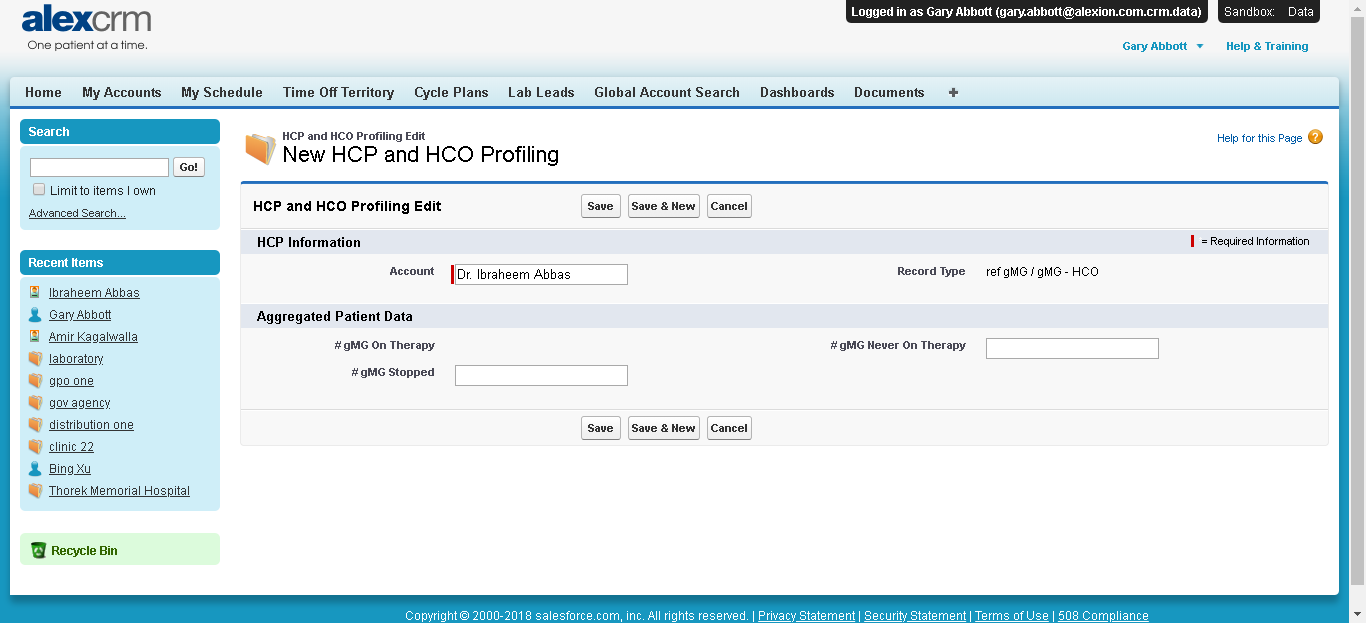 alexcrm
One patient at a time.
Logged in as Gary Abbott (gary.abbott@alexion.com.crm.data)
Sandbox: Data
Gary Abbott Help & Training
Home My Accounts My Schedule Time Off Territory Cycle Plans Lab Leads Global Account Search Dashboards Documents +
Search
Go!
Limit to items I own
Advanced Search...
Recent Items
Ibraheem Abbas
Gary Abbott
Amir Kagalwalla
laboratory
gpo one
gov agency
distribution one
clinic 22
Bing Xu
Thorek Memorial Hospital
Recycle Bin
HCP and HCO Profiling Edit
New HCP and HCO Profiling
Help for this Page ?
HCP and HCO Profiling Edit Save Save & New Cancel
HCP Information = Required Information
Account Dr. Ibraheem Abbas Record Type ref gMG / gMG - HCO
Aggregated Patient Data
# gMG On Therapy # gMG Never On Therapy
# gMG Stopped
Save Save & New Cancel
Copyright © 2000-2018 salesforce.com, inc. All rights reserved. | Privacy Statement | Security Statement | Terms of Use | 508 Compliance